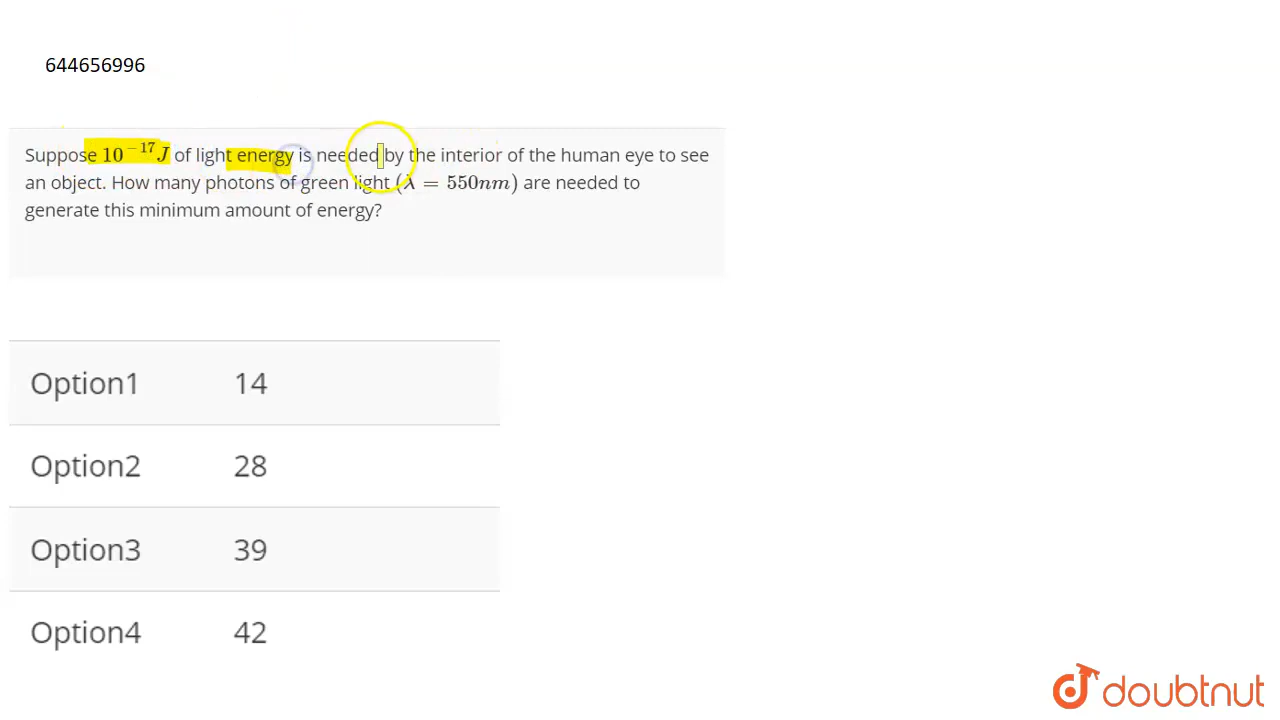 644656996
Suppose 10⁻¹⁷J of light energy is needed by the interior of the human eye to see
an object. How many photons of green light (λ = 550nm) are needed to
generate this minimum amount of energy?
Option1 14
Option2 28
Option3 39
Option4 42
doubtnut